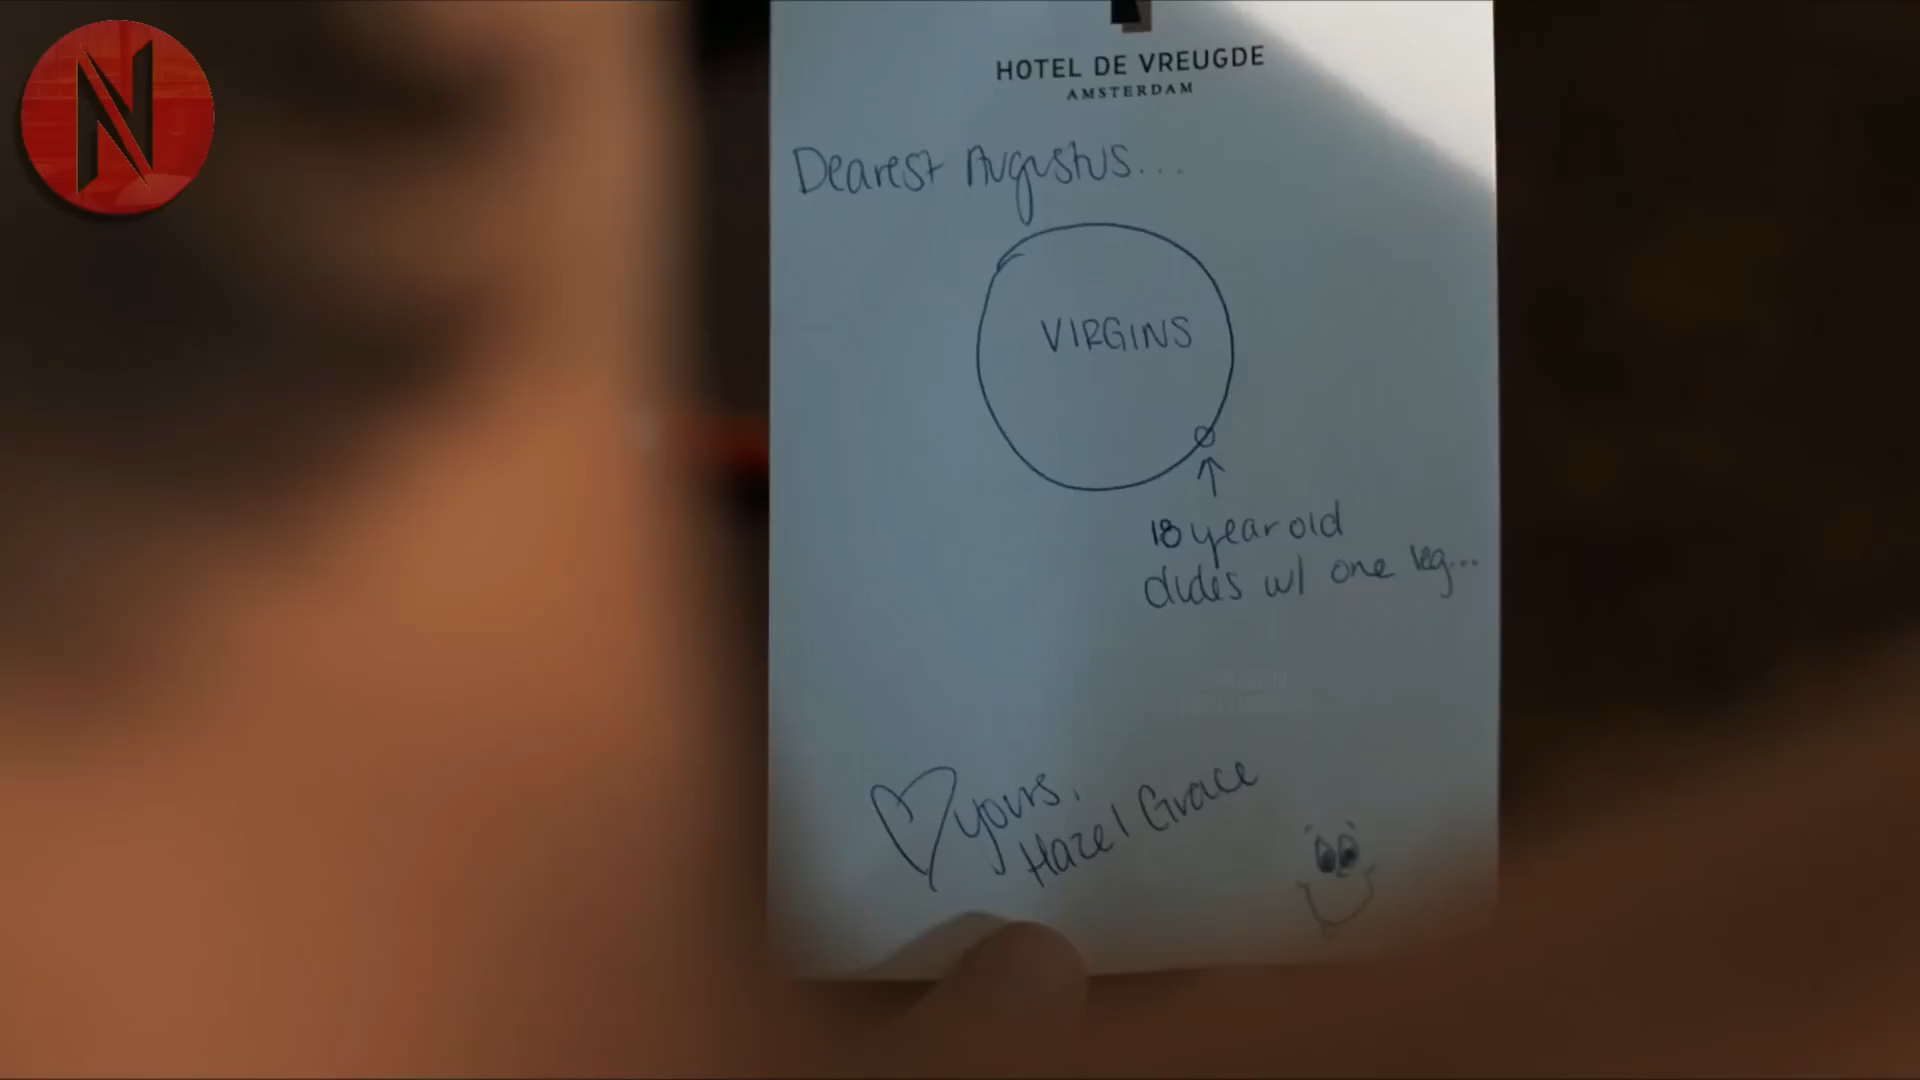 N
HOTEL DE VREUGDE
AMSTERDAM
Dearest Augustus...
VIRGINS
18 year old
dudes w/ one leg...
yours,
Hazel Grace